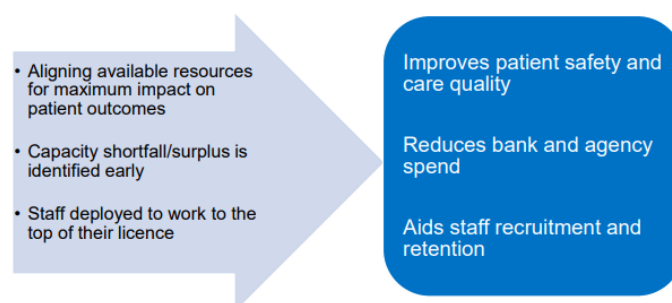 • Aligning available resources
for maximum impact on
patient outcomes
• Capacity shortfall/surplus is
identified early
• Staff deployed to work to the
top of their licence
Improves patient safety and
care quality
Reduces bank and agency
spend
Aids staff recruitment and
retention